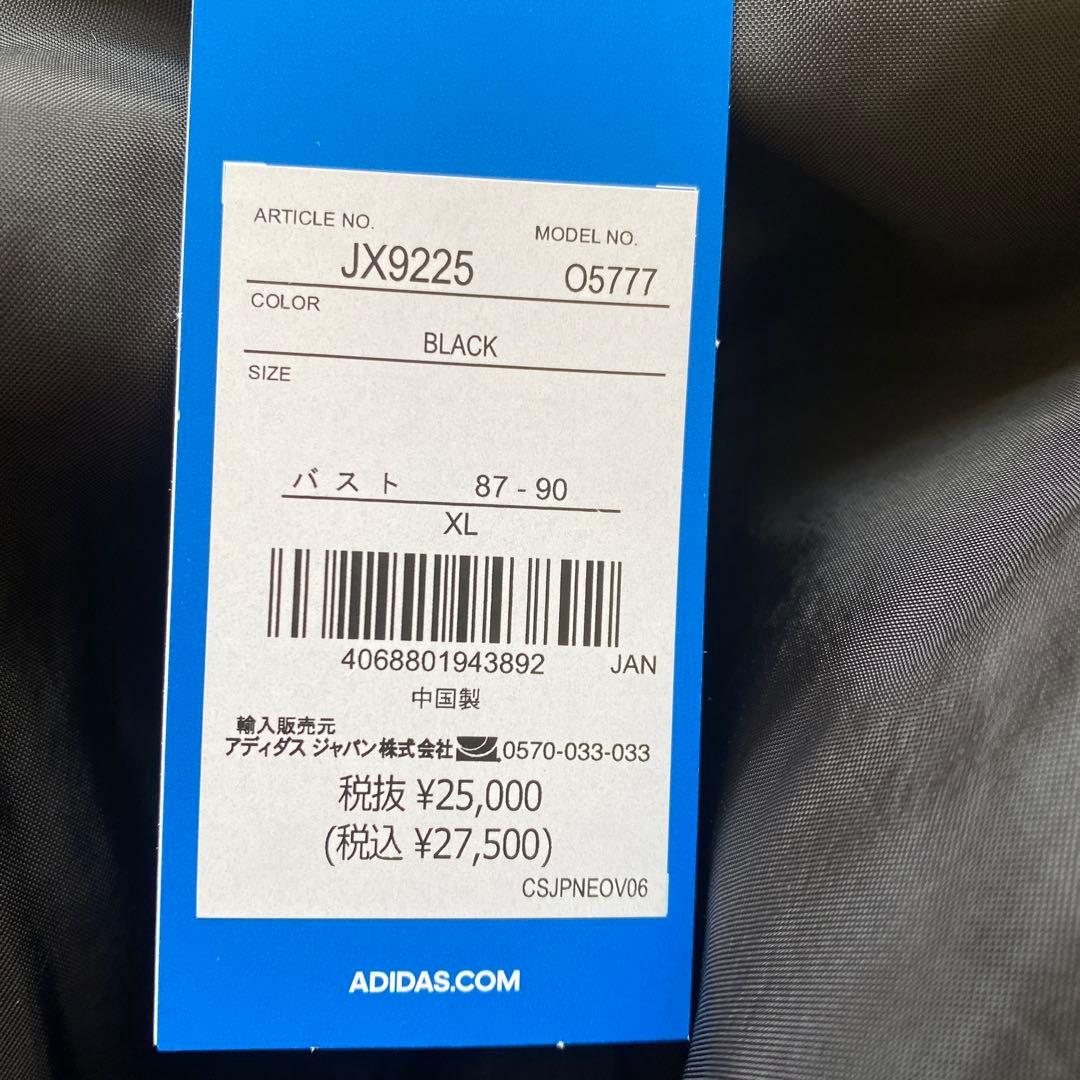 ARTICLE NO.
MODEL NO.
JX9225
O5777
COLOR
BLACK
SIZE
バスト 87 - 90
XL
4068801943892 JAN
中国製
輸入販売元
アディダス ジャパン株式会社 0570-033-033
税抜 ¥25,000
(税込 ¥27,500)
CSJPNEOV06
ADIDAS.COM